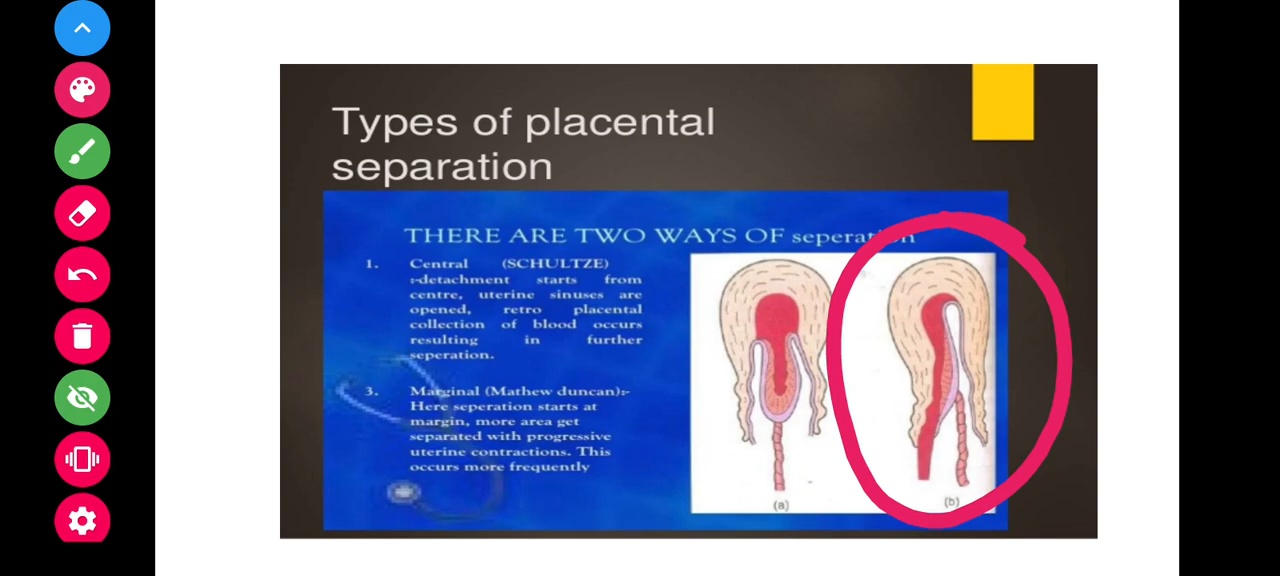 Types of placental
separation
THERE ARE TWO WAYS OF seperation
1. Central (SCHULTZE)
:-detachment starts from
centre, uterine sinuses are
opened, retro placental
collection of blood occurs
resulting in further
seperation.
3. Marginal (Mathew duncan):-
Here seperation starts at
margin, more area get
separated with progressive
uterine contractions. This
occurs more frequently
(a)
(b)